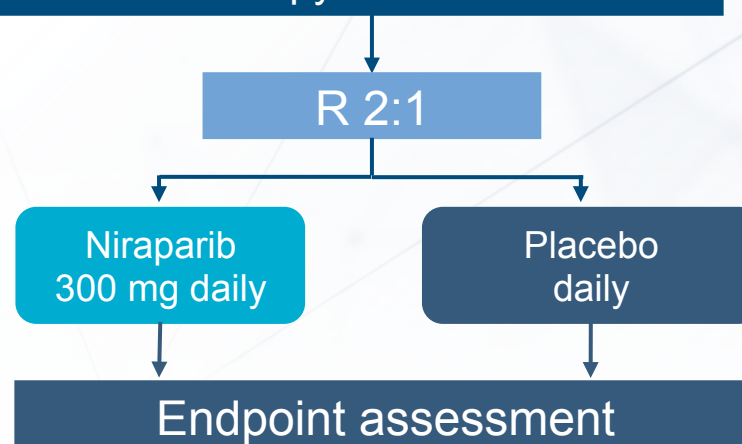 R 2:1
Niraparib
300 mg daily
Placebo
daily
Endpoint assessment